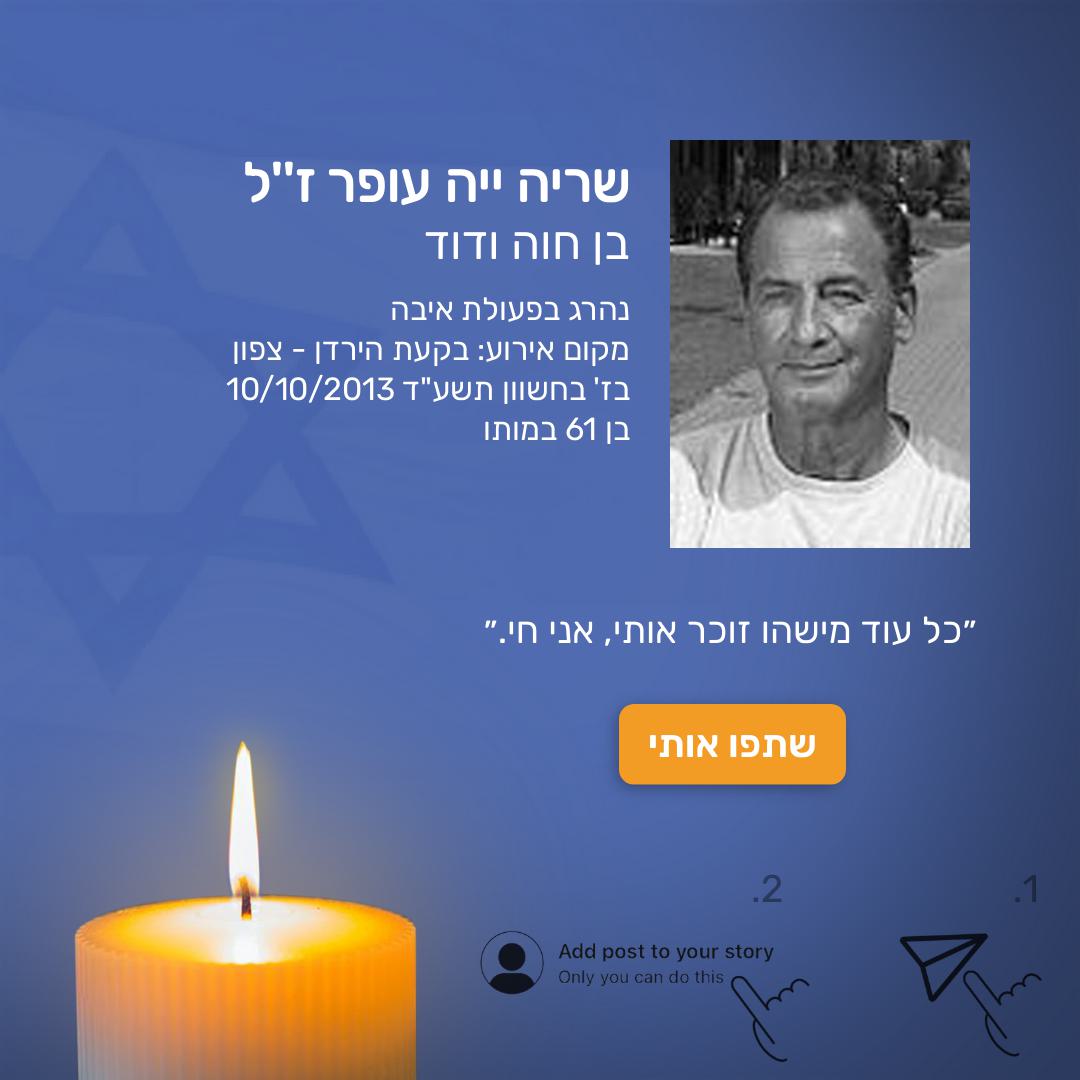 שריה ייה עופר ז"ל
בן חוה ודוד
נהרג בפעולת איבה
מקום אירוע: בקעת הירדן - צפון
בז' בחשוון תשע"ד 10/10/2013
בן 61 במותו
״כל עוד מישהו זוכר אותי, אני חי.״
שתפו אותי
1.
2.
Add post to your story
Only you can do this